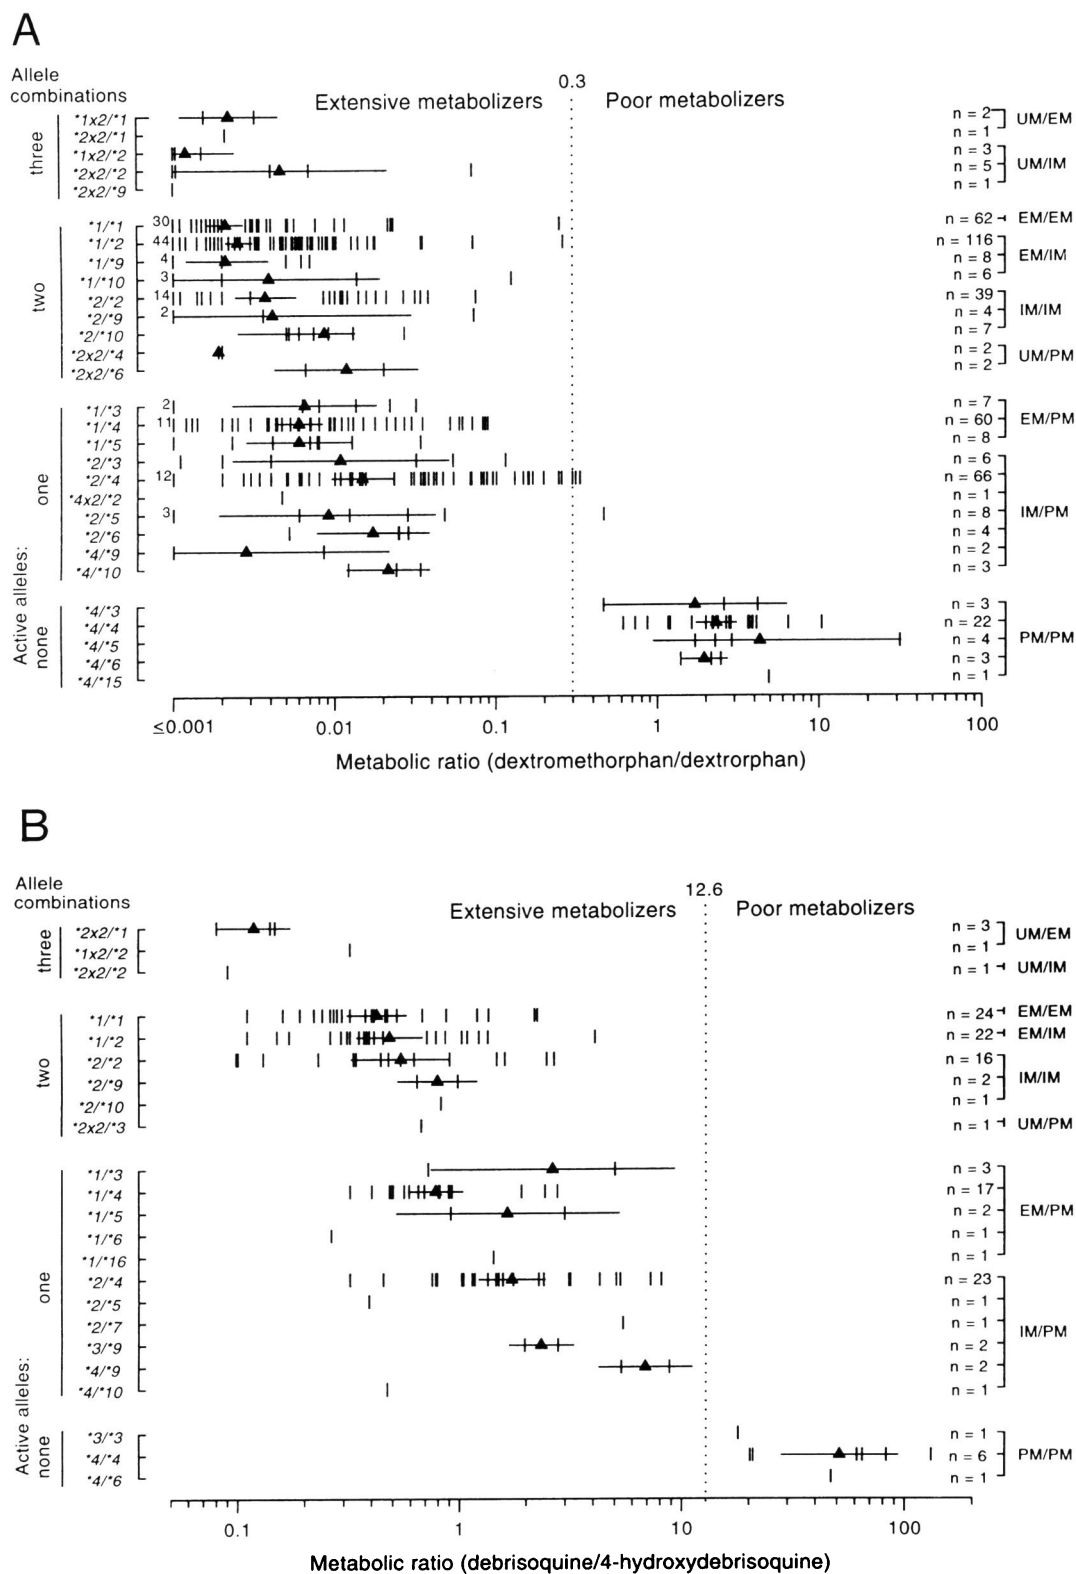 A
Allele combinations
0.3
Extensive metabolizers
Poor metabolizers
three
*1x2/*1 n = 2 UM/EM
*2x2/*1 n = 1
*1x2/*2 n = 3
*2x2/*2 n = 5 UM/IM
*2x2/*9 n = 1
two
*1/*1 30 n = 62 EM/EM
*1/*2 44 n = 116
*1/*9 4 n = 8 EM/IM
*1/*10 3 n = 6
*2/*2 14 n = 39
*2/*9 2 n = 4 IM/IM
*2/*10 n = 7
*2x2/*4 n = 2 UM/PM
*2x2/*6 n = 2
one
*1/*3 2 n = 7
*1/*4 11 n = 60 EM/PM
*1/*5 n = 8
*2/*3 n = 6
*2/*4 12 n = 66
*4x2/*2 n = 1
*2/*5 3 n = 8 IM/PM
*2/*6 n = 4
*4/*9 n = 2
*4/*10 n = 3
Active alleles:
none
*4/*3 n = 3
*4/*4 n = 22
*4/*5 n = 4 PM/PM
*4/*6 n = 3
*4/*15 n = 1
≤0.001 0.01 0.1 1 10 100
Metabolic ratio (dextromethorphan/dextrorphan)
B
Allele combinations
12.6
Extensive metabolizers
Poor metabolizers
three
*2x2/*1 n = 3 UM/EM
*1x2/*2 n = 1
*2x2/*2 n = 1 UM/IM
two
*1/*1 n = 24 EM/EM
*1/*2 n = 22 EM/IM
*2/*2 n = 16
*2/*9 n = 2 IM/IM
*2/*10 n = 1
*2x2/*3 n = 1 UM/PM
one
*1/*3 n = 3
*1/*4 n = 17
*1/*5 n = 2 EM/PM
*1/*6 n = 1
*1/*16 n = 1
*2/*4 n = 23
*2/*5 n = 1
*2/*7 n = 1 IM/PM
*3/*9 n = 2
*4/*9 n = 2
*4/*10 n = 1
Active alleles:
none
*3/*3 n = 1
*4/*4 n = 6 PM/PM
*4/*6 n = 1
0.1 1 10 100
Metabolic ratio (debrisoquine/4-hydroxydebrisoquine)